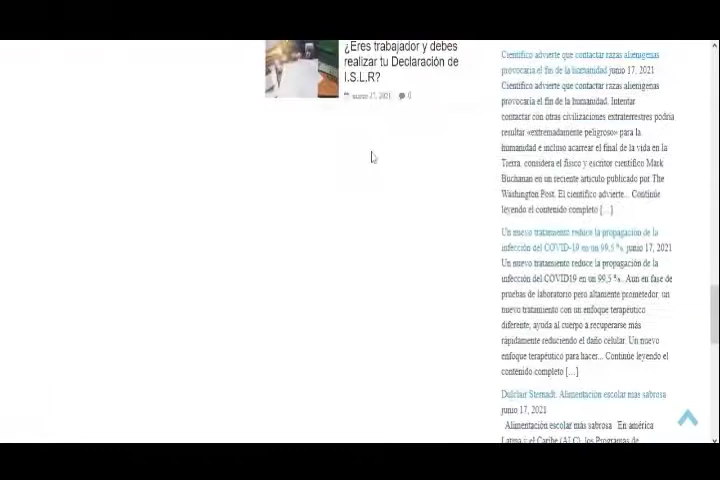 ¿Eres trabajador y debes
realizar tu Declaración de
I.S.L.R?
marzo 27, 2021 0
Científico advierte que contactar razas alienígenas
provocaría el fin de la humanidad junio 17, 2021
Científico advierte que contactar razas alienígenas
provocaría el fin de la humanidad. Intentar
contactar con otras civilizaciones extraterrestres podría
resultar «extremadamente peligroso» para la
humanidad e incluso acarrear el final de la vida en la
Tierra, considera el físico y escritor científico Mark
Buchanan en un reciente artículo publicado por The
Washington Post. El científico advierte... Continúe
leyendo el contenido completo [...]
Un nuevo tratamiento reduce la propagación de la
infección del COVID-19 en un 99,5 %. junio 17, 2021
Un nuevo tratamiento reduce la propagación de la
infección del COVID19 en un 99,5 %. Aun en fase de
pruebas de laboratorio pero altamente prometedor, un
nuevo tratamiento con un enfoque terapéutico
diferente, ayuda al cuerpo a recuperarse más
rápidamente reduciendo el daño celular. Un nuevo
enfoque terapéutico para hacer... Continúe leyendo el
contenido completo [...]
Dulclair Sternadt. Alimentación escolar más sabrosa
junio 17, 2021
Alimentación escolar más sabrosa En américa
Latina y el Caribe (ALC), los Programas de